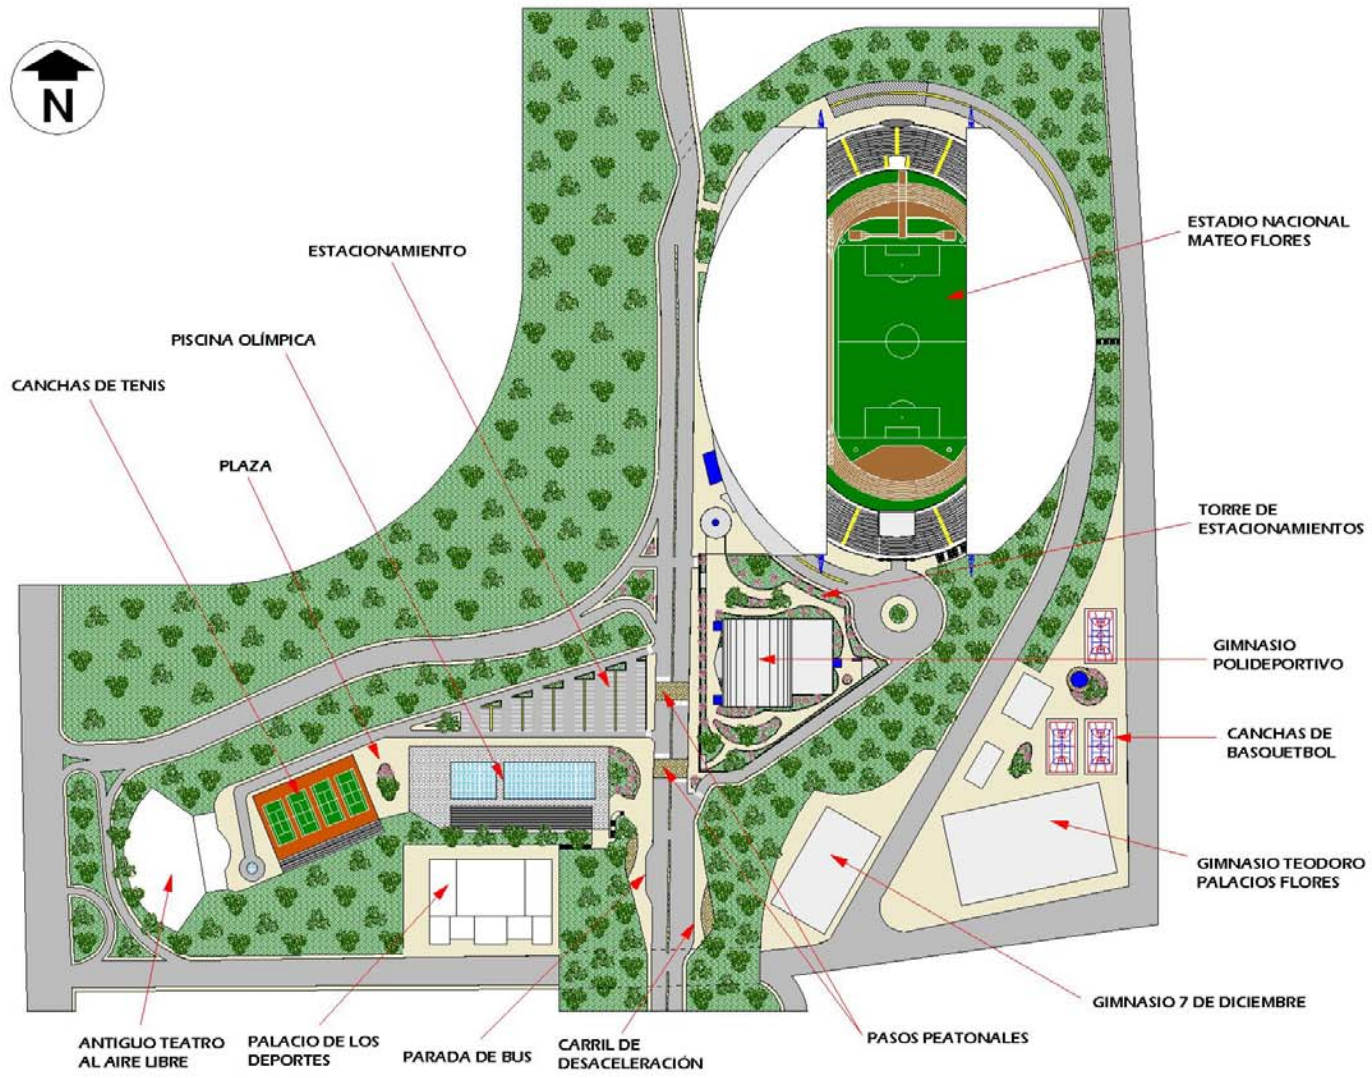 N
ESTADIO NACIONAL
MATEO FLORES
ESTACIONAMIENTO
PISCINA OLÍMPICA
CANCHAS DE TENIS
PLAZA
TORRE DE
ESTACIONAMIENTOS
GIMNASIO
POLIDEPORTIVO
CANCHAS DE
BASQUETBOL
GIMNASIO TEODORO
PALACIOS FLORES
GIMNASIO 7 DE DICIEMBRE
PASOS PEATONALES
ANTIGUO TEATRO
AL AIRE LIBRE
PALACIO DE LOS
DEPORTES
PARADA DE BUS
CARRIL DE
DESACELERACIÓN